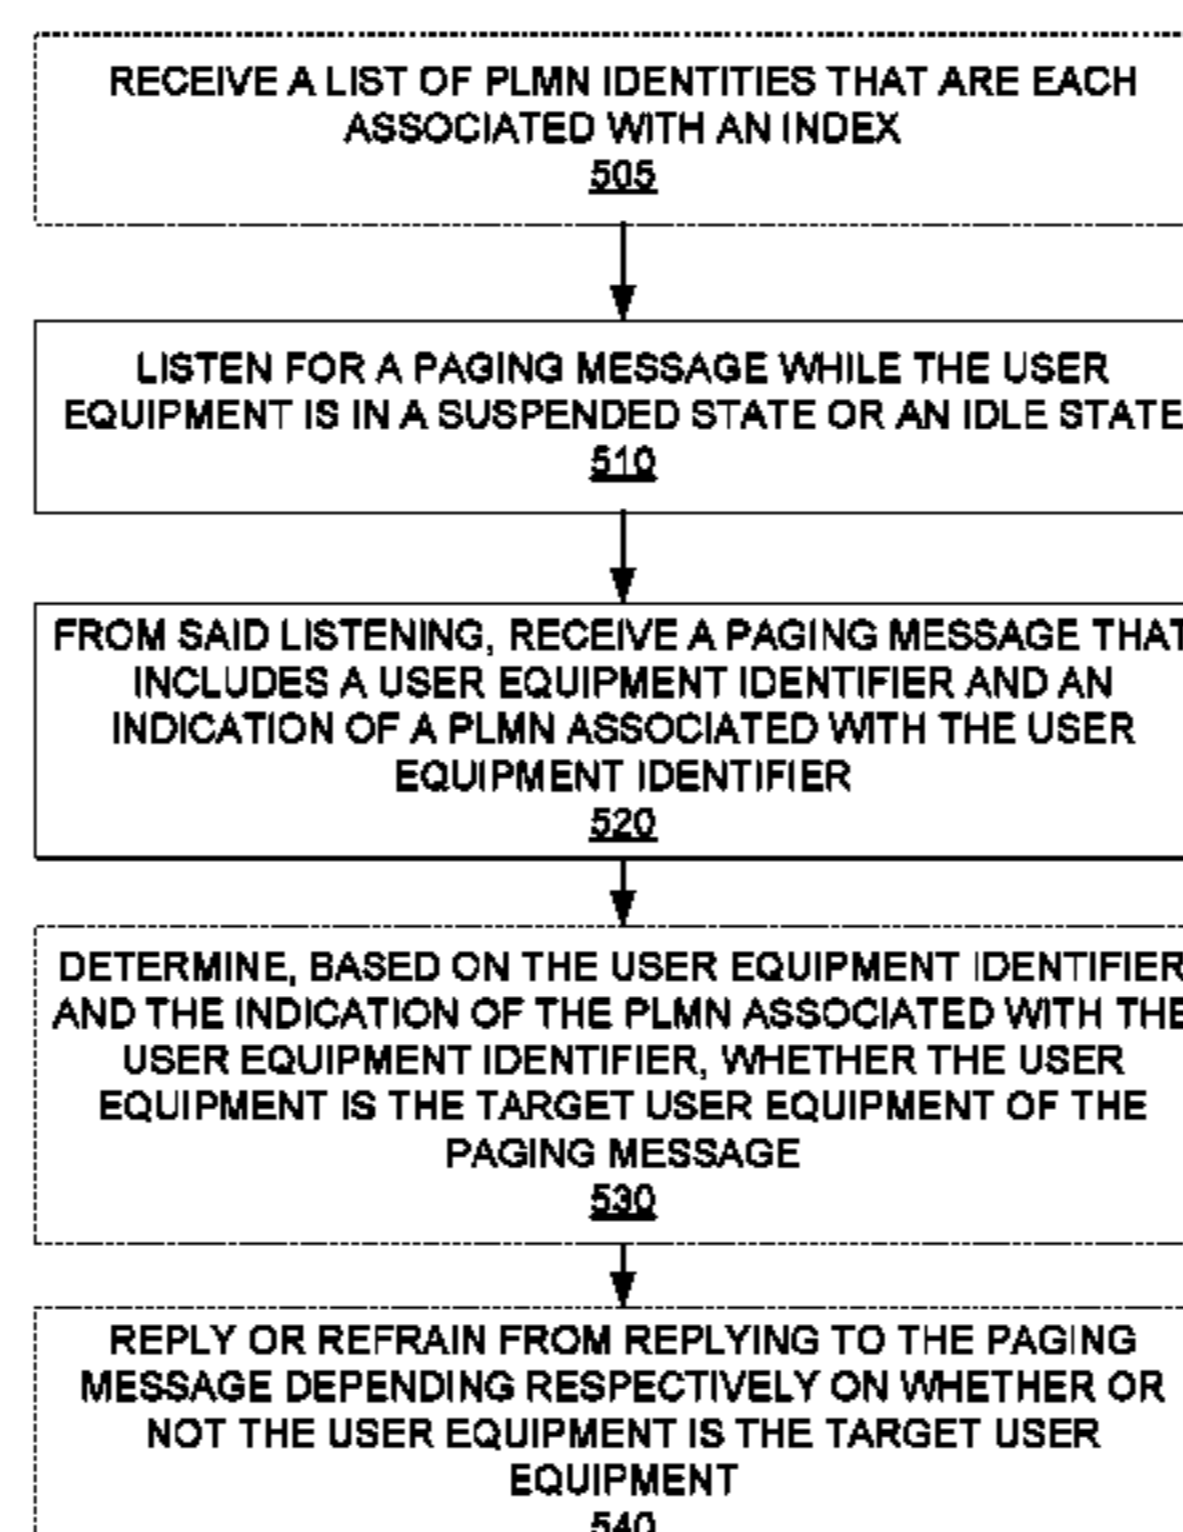 RECEIVE A LIST OF PLMN IDENTITIES THAT ARE EACH
ASSOCIATED WITH AN INDEX
505
LISTEN FOR A PAGING MESSAGE WHILE THE USER
EQUIPMENT IS IN A SUSPENDED STATE OR AN IDLE STATE
510
FROM SAID LISTENING, RECEIVE A PAGING MESSAGE THAT
INCLUDES A USER EQUIPMENT IDENTIFIER AND AN
INDICATION OF A PLMN ASSOCIATED WITH THE USER
EQUIPMENT IDENTIFIER
520
DETERMINE, BASED ON THE USER EQUIPMENT IDENTIFIER
AND THE INDICATION OF THE PLMN ASSOCIATED WITH THE
USER EQUIPMENT IDENTIFIER, WHETHER THE USER
EQUIPMENT IS THE TARGET USER EQUIPMENT OF THE
PAGING MESSAGE
530
REPLY OR REFRAIN FROM REPLYING TO THE PAGING
MESSAGE DEPENDING RESPECTIVELY ON WHETHER OR
NOT THE USER EQUIPMENT IS THE TARGET USER
EQUIPMENT
540